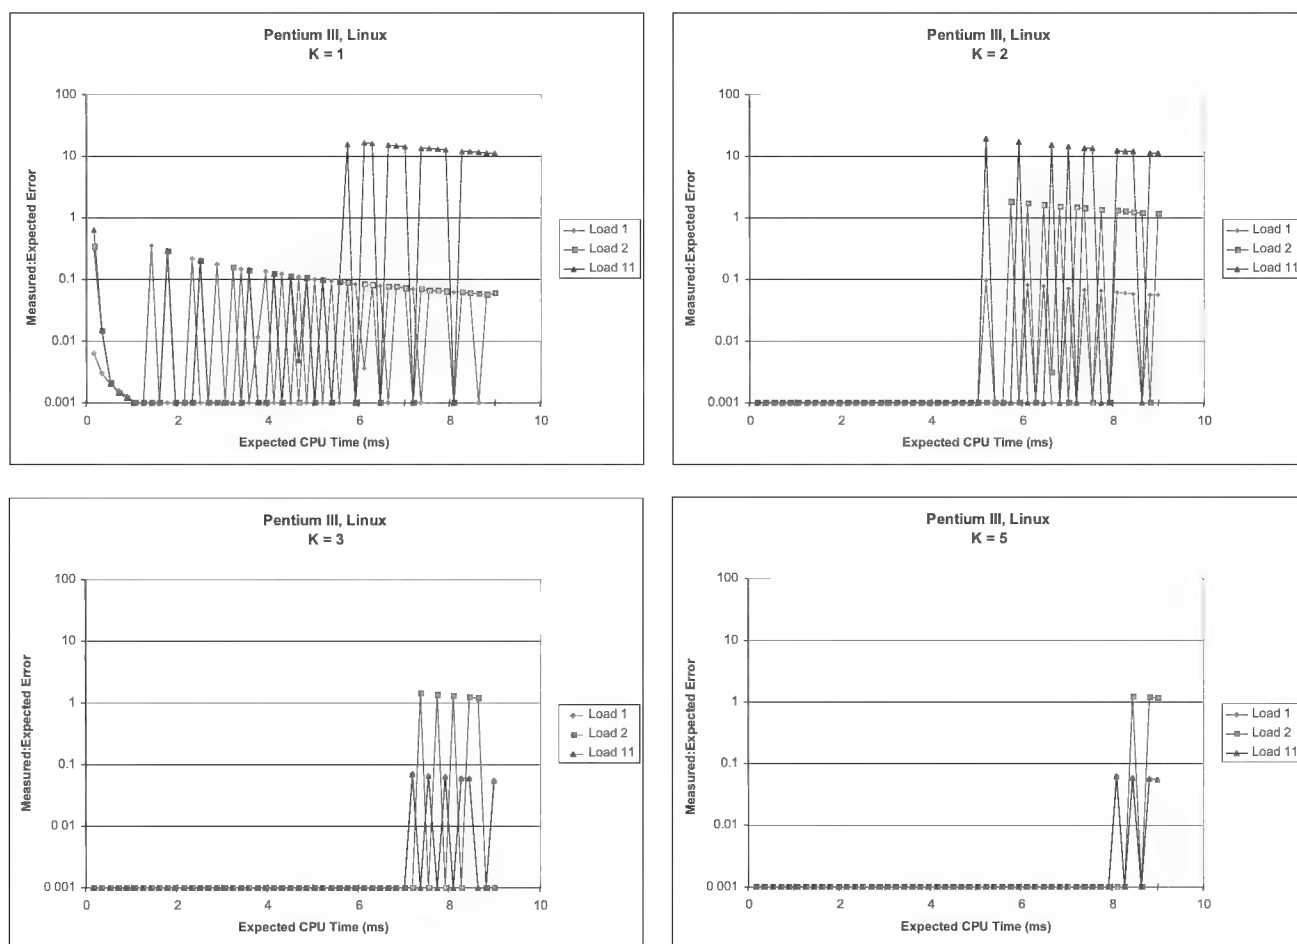 Pentium III, Linux
K = 1
Measured:Expected Error
100
10
1
0.1
0.01
0.001
0
2
4
6
8
10
Expected CPU Time (ms)
Load 1
Load 2
Load 11
Pentium III, Linux
K = 2
Measured:Expected Error
100
10
1
0.1
0.01
0.001
0
2
4
6
8
10
Expected CPU Time (ms)
Load 1
Load 2
Load 11
Pentium III, Linux
K = 3
Measured:Expected Error
100
10
1
0.1
0 01
0 001
0
2
4
6
8
10
Expected CPU Time (ms)
Load 1
Load 2
Load 11
Pentium III, Linux
K = 5
Measured:Expected Error
100
10
1
0.1
0.01
0 001
0
2
4
6
8
10
Expected CPU Time (ms)
Load 1
Load 2
Load 11